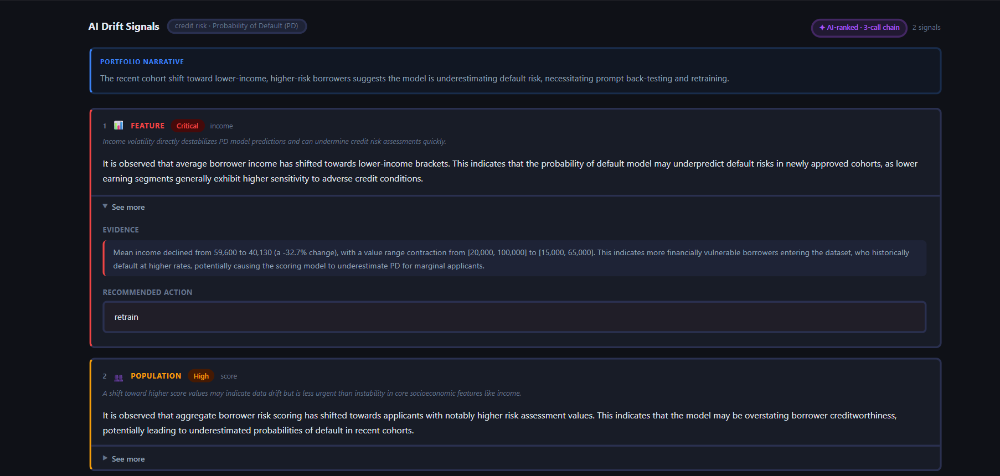 AI Drift Signals
credit risk · Probability of Default (PD)
✦ AI-ranked · 3-call chain
2 signals
PORTFOLIO NARRATIVE
The recent cohort shift toward lower-income, higher-risk borrowers suggests the model is underestimating default risk, necessitating prompt back-testing and retraining.
1 FEATURE Critical income
Income volatility directly destabilizes PD model predictions and can undermine credit risk assessments quickly.
It is observed that average borrower income has shifted towards lower-income brackets. This indicates that the probability of default model may underpredict default risks in newly approved cohorts, as lower
earning segments generally exhibit higher sensitivity to adverse credit conditions.
▼ See more
EVIDENCE
Mean income declined from 59,600 to 40,130 (a -32.7% change), with a value range contraction from [20,000, 100,000] to [15,000, 65,000]. This indicates more financially vulnerable borrowers entering the dataset, who historically
default at higher rates, potentially causing the scoring model to underestimate PD for marginal applicants.
RECOMMENDED ACTION
retrain
2 POPULATION High score
A shift toward higher score values may indicate data drift but is less urgent than instability in core socioeconomic features like income.
It is observed that aggregate borrower risk scoring has shifted towards applicants with notably higher risk assessment values. This indicates that the model may be overstating borrower creditworthiness,
potentially leading to underestimated probabilities of default in recent cohorts.
▶ See more